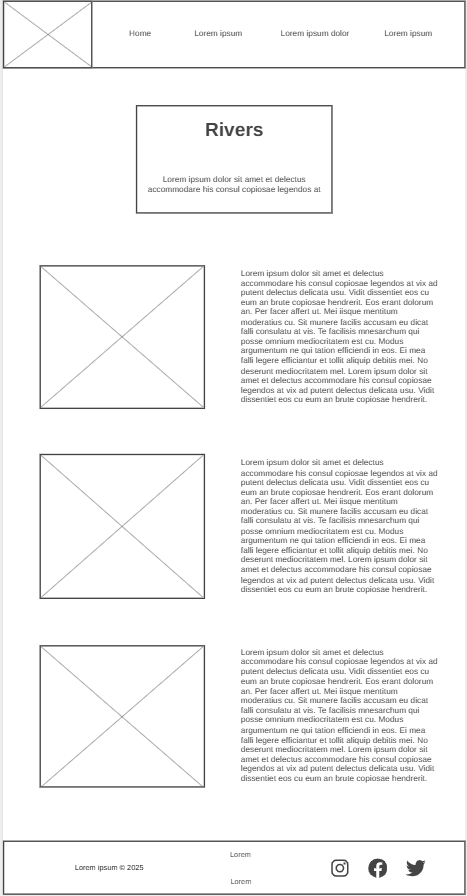 Home Lorem ipsum Lorem ipsum dolor Lorem ipsum
Rivers
Lorem ipsum dolor sit amet et delectus
accommodare his consul copiosae legendos at
Lorem ipsum dolor sit amet et delectus
accommodare his consul copiosae legendos at vix ad
putent delectus delicata usu. Vidit dissentiet eos cu
eum an brute copiosae hendrerit. Eos erant dolorum
an. Per facer affert ut. Mei iisque mentitum
moderatius cu. Sit munere facilis accusam eu dicat
falli consulatu at vis. Te facilisis mnesarchum qui
posse omnium mediocritatem est cu. Modus
argumentum ne qui tation efficiendi in eos. Ei mea
falli legere efficiantur et tollit aliquip debitis mei. No
deserunt mediocritatem mel. Lorem ipsum dolor sit
amet et delectus accommodare his consul copiosae
legendos at vix ad putent delectus delicata usu. Vidit
dissentiet eos cu eum an brute copiosae hendrerit.
Lorem ipsum dolor sit amet et delectus
accommodare his consul copiosae legendos at vix ad
putent delectus delicata usu. Vidit dissentiet eos cu
eum an brute copiosae hendrerit. Eos erant dolorum
an. Per facer affert ut. Mei iisque mentitum
moderatius cu. Sit munere facilis accusam eu dicat
falli consulatu at vis. Te facilisis mnesarchum qui
posse omnium mediocritatem est cu. Modus
argumentum ne qui tation efficiendi in eos. Ei mea
falli legere efficiantur et tollit aliquip debitis mei. No
deserunt mediocritatem mel. Lorem ipsum dolor sit
amet et delectus accommodare his consul copiosae
legendos at vix ad putent delectus delicata usu. Vidit
dissentiet eos cu eum an brute copiosae hendrerit.
Lorem ipsum dolor sit amet et delectus
accommodare his consul copiosae legendos at vix ad
putent delectus delicata usu. Vidit dissentiet eos cu
eum an brute copiosae hendrerit. Eos erant dolorum
an. Per facer affert ut. Mei iisque mentitum
moderatius cu. Sit munere facilis accusam eu dicat
falli consulatu at vis. Te facilisis mnesarchum qui
posse omnium mediocritatem est cu. Modus
argumentum ne qui tation efficiendi in eos. Ei mea
falli legere efficiantur et tollit aliquip debitis mei. No
deserunt mediocritatem mel. Lorem ipsum dolor sit
amet et delectus accommodare his consul copiosae
legendos at vix ad putent delectus delicata usu. Vidit
dissentiet eos cu eum an brute copiosae hendrerit.
Lorem ipsum © 2025
Lorem
Lorem